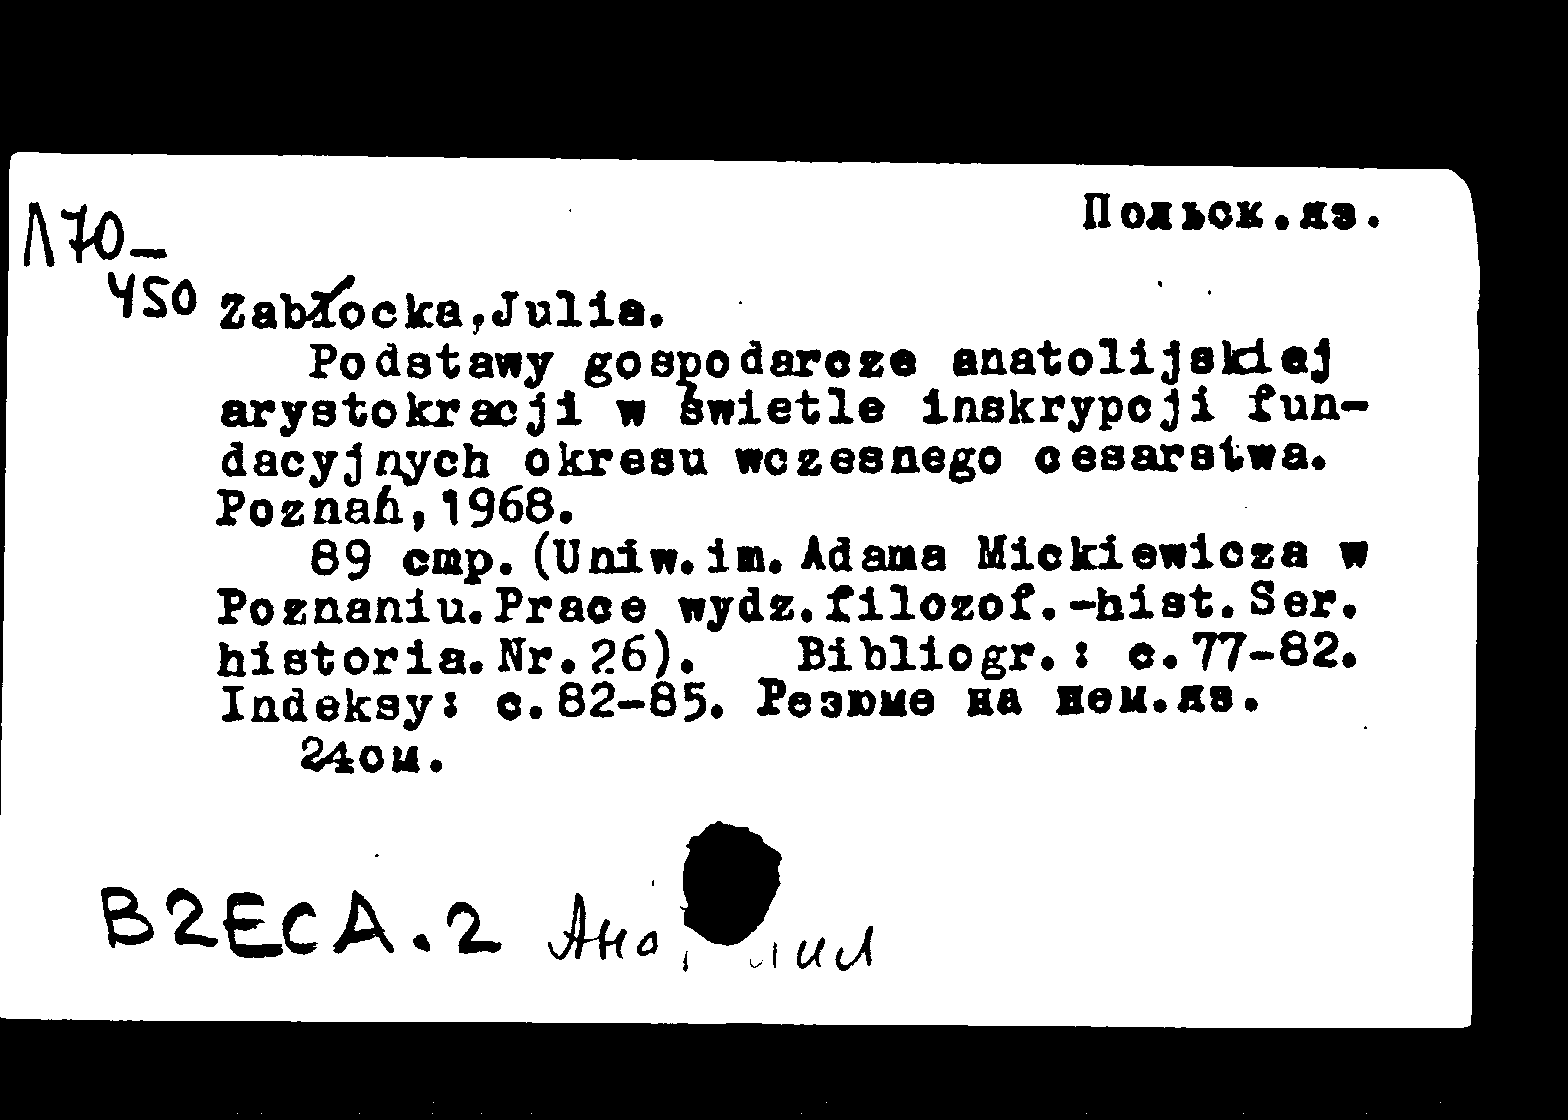 Польск.яз.
Л70-
450
Zabłocka,Julia.
Podstawy gospodarcze anatolijskiej
arystokracji w świetle inskrypcji fun-
dacyjnych okresu wczesnego cesarstwa.
Poznań,1968.
89 стр.(Uniw.im.Adama Mickiewicza w
Poznaniu.Prace wydz.filozof.-hist.Ser.
historia.Nr.26). Bibliogr.: с.77-82.
Indeksy: с.82-85. Резюме на нем.яз.
24см.
B2ECA.2